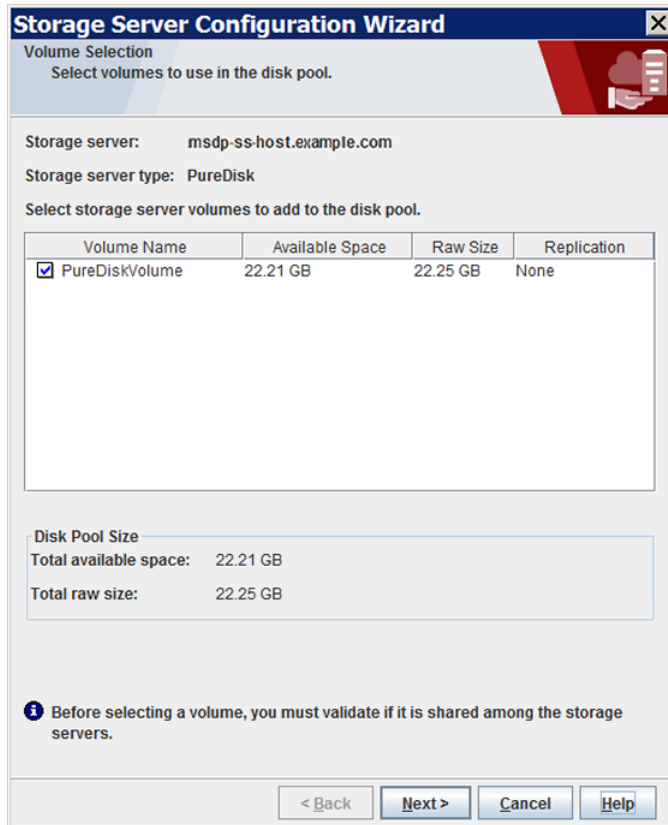 Storage Server Configuration Wizard
Volume Selection
Select volumes to use in the disk pool.
Storage server: msdp-ss-host.example.com
Storage server type: PureDisk
Select storage server volumes to add to the disk pool.
Volume Name Available Space Raw Size Replication
PureDiskVolume 22.21 GB 22.25 GB None
Disk Pool Size
Total available space: 22.21 GB
Total raw size: 22.25 GB
Before selecting a volume, you must validate if it is shared among the storage
servers.
< Back Next > Cancel Help